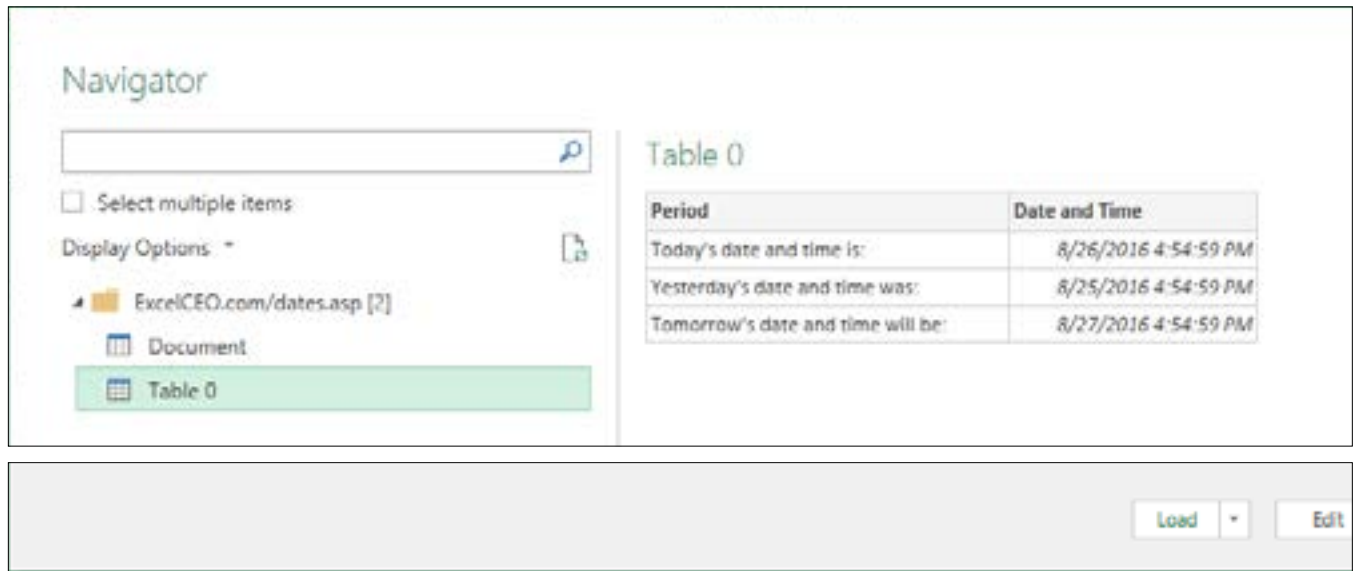 Navigator
Select multiple items
Display Options
ExcelCEO.com/dates.asp [2]
Document
Table 0
Table 0
Period Date and Time
Today's date and time is: 8/26/2016 4:54:59 PM
Yesterday's date and time was: 8/25/2016 4:54:59 PM
Tomorrow's date and time will be: 8/27/2016 4:54:59 PM
Load Edit